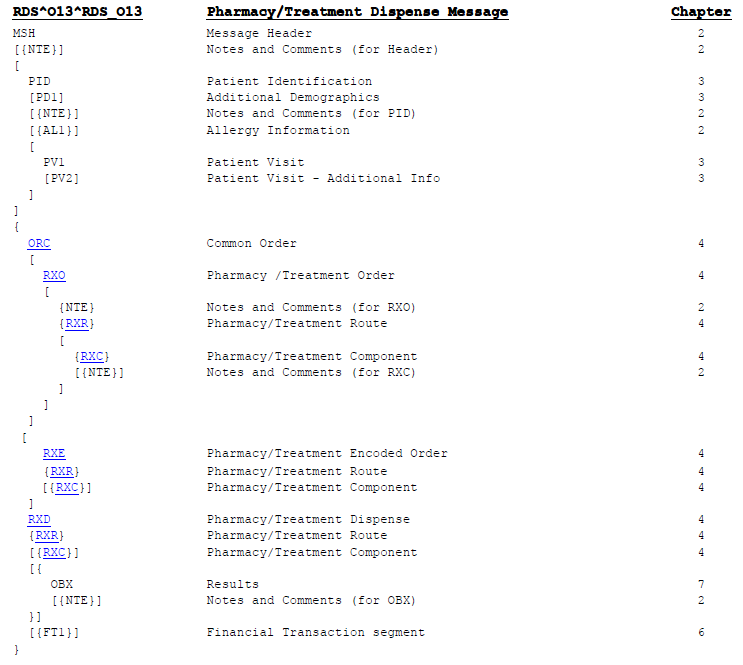 RDS^O13^RDS_O13 Pharmacy/Treatment Dispense Message Chapter
MSH Message Header 2
[{NTE}] Notes and Comments (for Header) 2
[
PID Patient Identification 3
[PD1] Additional Demographics 3
[{NTE}] Notes and Comments (for PID) 2
[{AL1}] Allergy Information 2
[
PV1 Patient Visit 3
[PV2] Patient Visit - Additional Info 3
]
]
{
ORC Common Order 4
[
RXO Pharmacy /Treatment Order 4
[
{NTE} Notes and Comments (for RXO) 2
{RXR} Pharmacy/Treatment Route 4
[
{RXC} Pharmacy/Treatment Component 4
[{NTE}] Notes and Comments (for RXC) 2
]
]
]
[
RXE Pharmacy/Treatment Encoded Order 4
{RXR} Pharmacy/Treatment Route 4
[{RXC}] Pharmacy/Treatment Component 4
]
RXD Pharmacy/Treatment Dispense 4
{RXR} Pharmacy/Treatment Route 4
[{RXC}] Pharmacy/Treatment Component 4
[{
OBX Results 7
[{NTE}] Notes and Comments (for OBX) 2
}]
[{FT1}] Financial Transaction segment 6
}